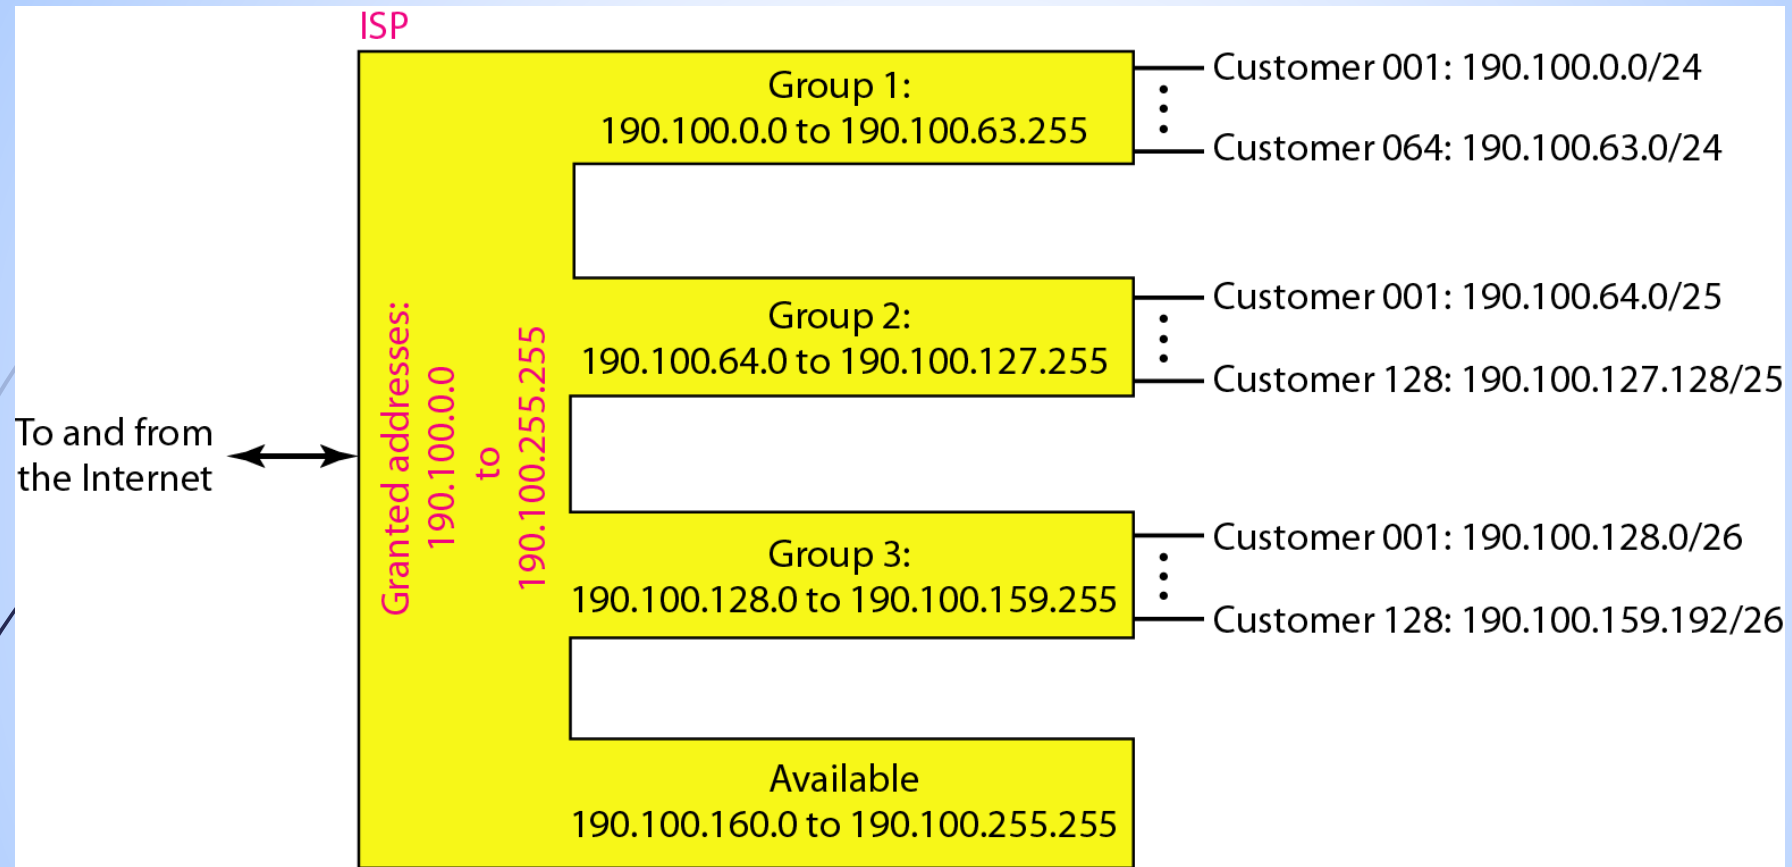 ISP
Group 1:
190.100.0.0 to 190.100.63.255
Customer 001: 190.100.0.0/24
Customer 064: 190.100.63.0/24
Group 2:
190.100.64.0 to 190.100.127.255
Customer 001: 190.100.64.0/25
Customer 128: 190.100.127.128/25
Granted addresses:
190.100.0.0
to
190.100.255.255
To and from
the Internet
Group 3:
190.100.128.0 to 190.100.159.255
Customer 001: 190.100.128.0/26
Customer 128: 190.100.159.192/26
Available
190.100.160.0 to 190.100.255.255